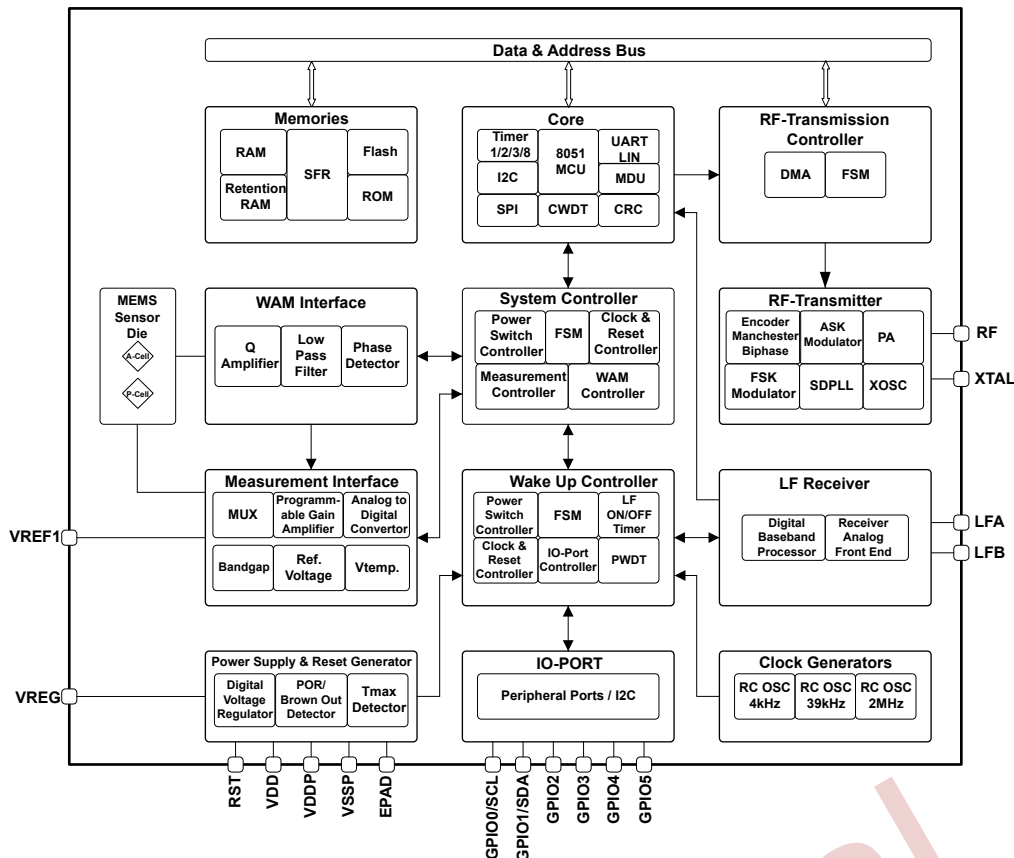 Data & Address Bus
Memories
RAM
Retention
RAM
SFR
Flash
ROM
Core
Timer
1/2/3/8
8051
MCU
UART
LIN
I2C
MDU
SPI
CWDT
CRC
RF-Transmission
Controller
DMA
FSM
MEMS
Sensor
Die
A-Cell
P-Cell
WAM Interface
Q
Amplifier
Low
Pass
Filter
Phase
Detector
System Controller
Power
Switch
Controller
FSM
Clock &
Reset
Controller
Measurement
Controller
WAM
Controller
RF-Transmitter
Encoder
Manchester
Biphase
ASK
Modulator
PA
FSK
Modulator
SDPLL
XOSC
RF
XTAL
Measurement Interface
MUX
Programm-
able Gain
Amplifier
Analog to
Digital
Convertor
Bandgap
Ref.
Voltage
Vtemp.
VREF1
Wake Up Controller
Power
Switch
Controller
FSM
LF
ON/OFF
Timer
Clock &
Reset
Controller
IO-Port
Controller
PWDT
LF Receiver
Digital
Baseband
Processor
Receiver
Analog
Front End
LFA
LFB
Power Supply & Reset Generator
Digital
Voltage
Regulator
POR/
Brown Out
Detector
Tmax
Detector
VREG
IO-PORT
Peripheral Ports / I2C
Clock Generators
RC OSC
4kHz
RC OSC
39kHz
RC OSC
2MHz
RST
VDD
VDDP
VSSP
EPAD
GPIO0/SCL
GPIO1/SDA
GPIO2
GPIO3
GPIO4
GPIO5